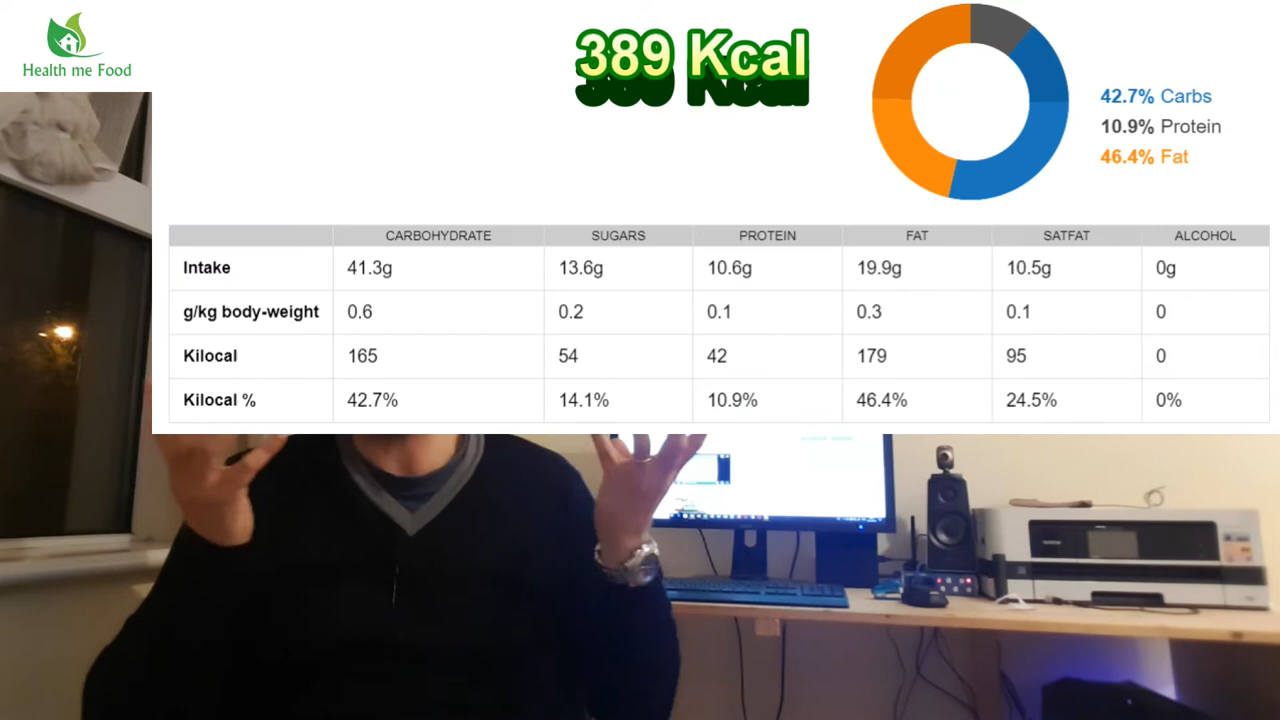 Health me Food
389 Kcal
42.7% Carbs
10.9% Protein
46.4% Fat
CARBOHYDRATE SUGARS PROTEIN FAT SATFAT ALCOHOL
Intake 41.3g 13.6g 10.6g 19.9g 10.5g 0g
g/kg body-weight 0.6 0.2 0.1 0.3 0.1 0
Kilocal 165 54 42 179 95 0
Kilocal % 42.7% 14.1% 10.9% 46.4% 24.5% 0%